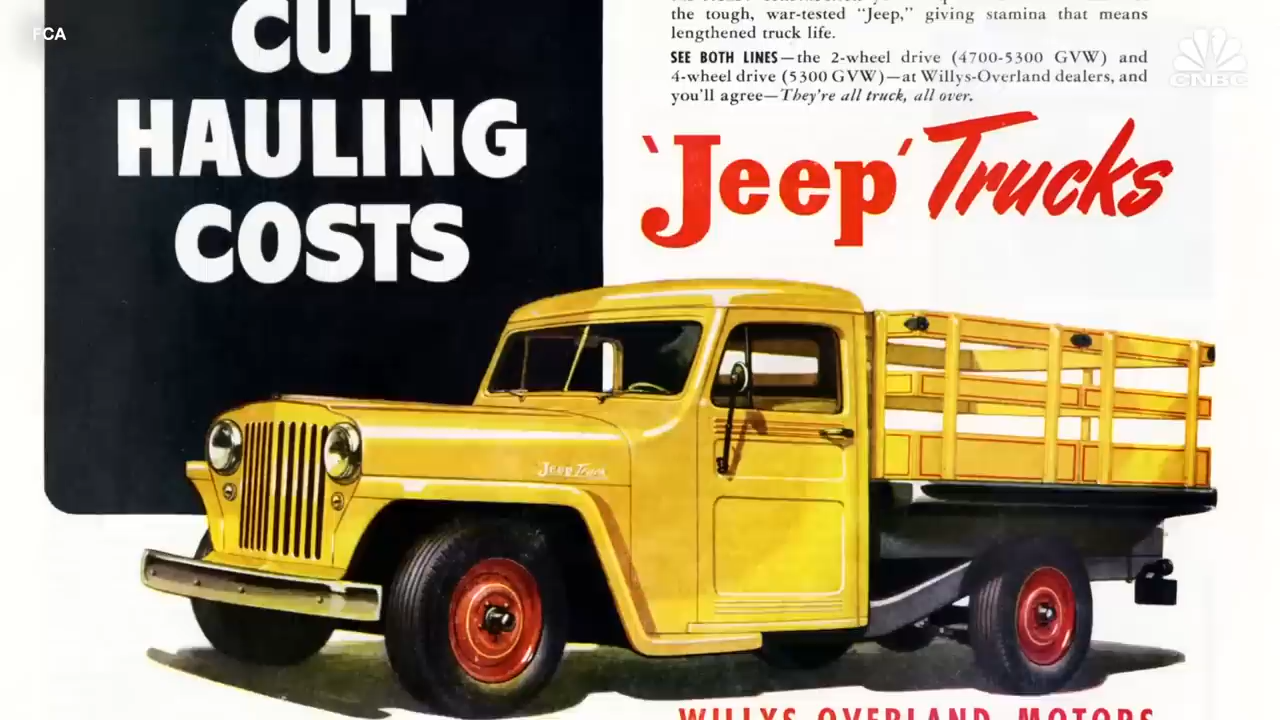 FCA
CUT
HAULING
COSTS
the tough, war-tested “Jeep,” giving stamina that means
lengthened truck life.
SEE BOTH LINES—the 2-wheel drive (4700-5300 GVW) and
4-wheel drive (5300 GVW)—at Willys-Overland dealers, and
you'll agree—They're all truck, all over.
CNBC
'Jeep' Trucks
Jeep Truck
WILLYS-OVERLAND MOTORS